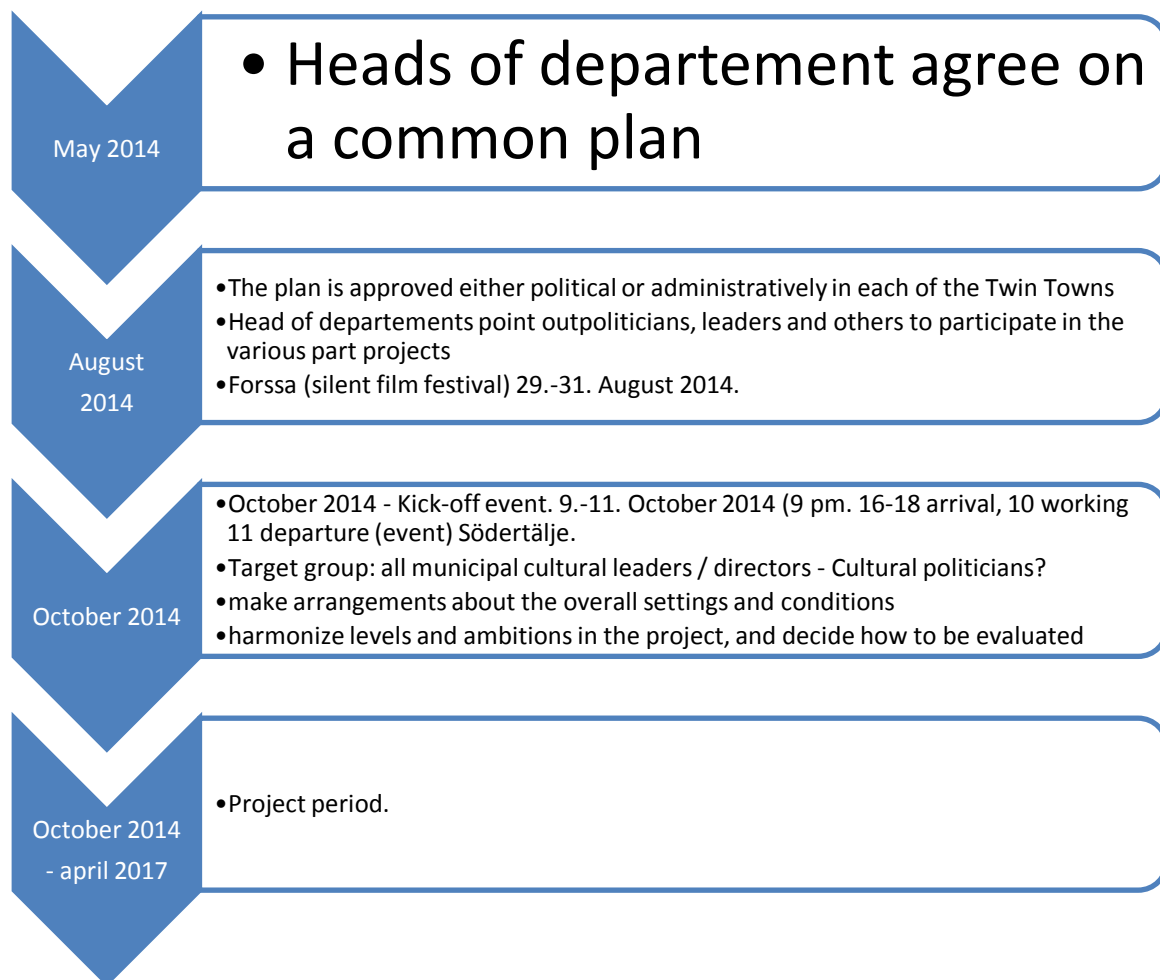 May 2014
• Heads of departement agree on
a common plan
August
2014
•The plan is approved either political or administratively in each of the Twin Towns
•Head of departements point outpoliticians, leaders and others to participate in the
various part projects
•Forssa (silent film festival) 29.-31. August 2014.
October 2014
•October 2014 - Kick-off event. 9.-11. October 2014 (9 pm. 16-18 arrival, 10 working
11 departure (event) Södertälje.
•Target group: all municipal cultural leaders / directors - Cultural politicians?
•make arrangements about the overall settings and conditions
•harmonize levels and ambitions in the project, and decide how to be evaluated
October 2014
- april 2017
•Project period.